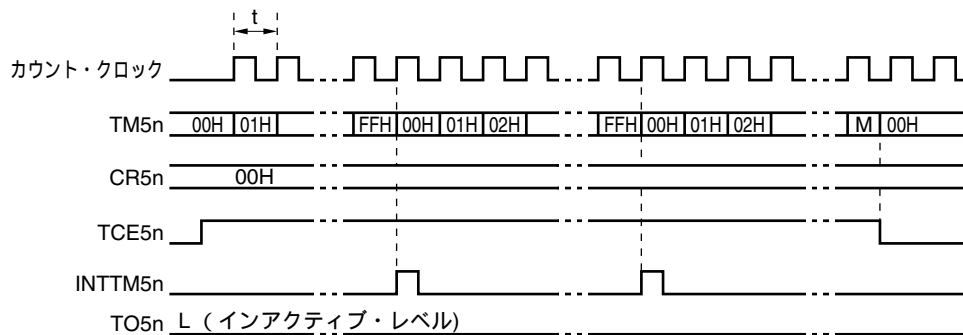 t
カウント・クロック
TM5n 00H 01H FFH 00H 01H 02H FFH 00H 01H 02H M 00H
CR5n 00H
TCE5n
INTTM5n
TO5n L (インアクティブ・レベル)